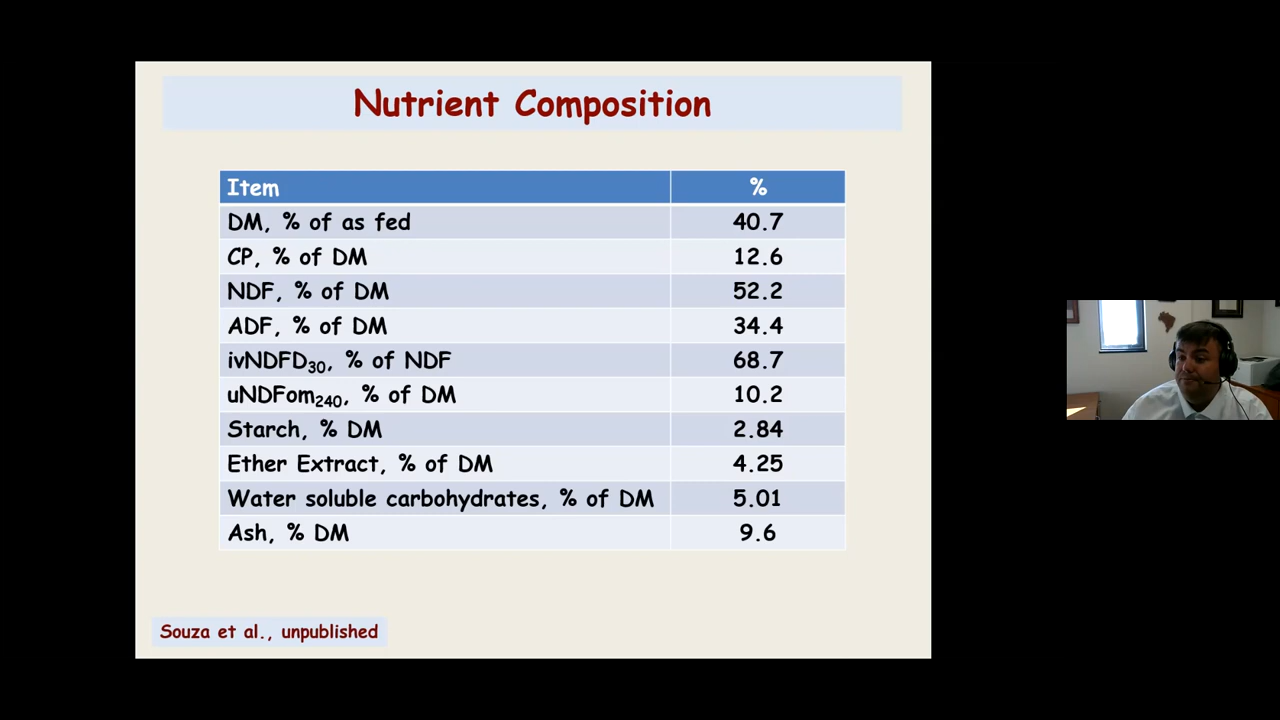 Nutrient Composition
Item %
DM, % of as fed 40.7
CP, % of DM 12.6
NDF, % of DM 52.2
ADF, % of DM 34.4
ivNDFD30, % of NDF 68.7
uNDFom240, % of DM 10.2
Starch, % DM 2.84
Ether Extract, % of DM 4.25
Water soluble carbohydrates, % of DM 5.01
Ash, % DM 9.6
Souza et al., unpublished